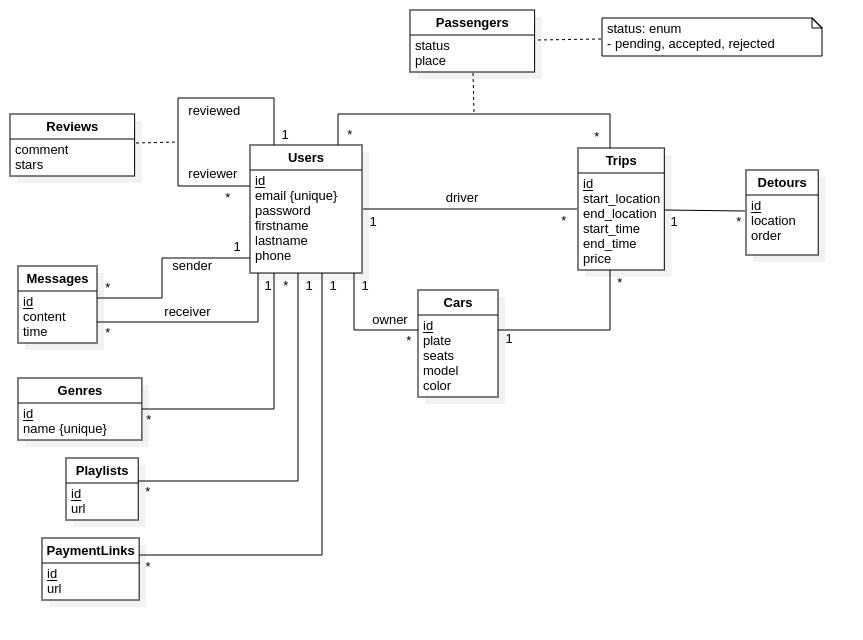 Passengers
status
place
status: enum
- pending, accepted, rejected
reviewed
1
*
*
Reviews
comment
stars
reviewer
*
Users
id
email {unique}
password
firstname
lastname
phone
driver
1
*
Trips
id
start_location
end_location
start_time
end_time
price
1
*
Detours
id
location
order
1
sender
*
Messages
id
content
time
receiver
*
1
*
1
1
1
*
owner
*
Cars
id
plate
seats
model
color
1
Genres
id
name {unique}
*
Playlists
id
url
*
PaymentLinks
id
url
*